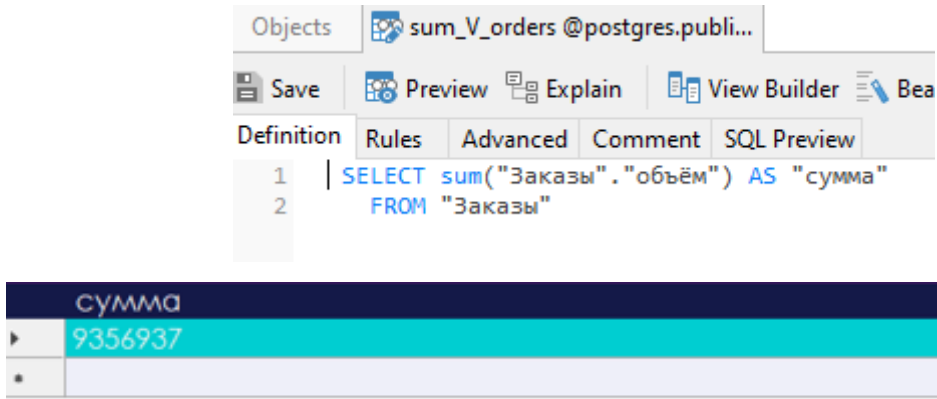 Objects sum_V_orders @postgres.publi...
Save Preview Explain View Builder Bea
Definition Rules Advanced Comment SQL Preview
1 SELECT sum("Заказы"."объём") AS "сумма"
2 FROM "Заказы"
сумма
9356937